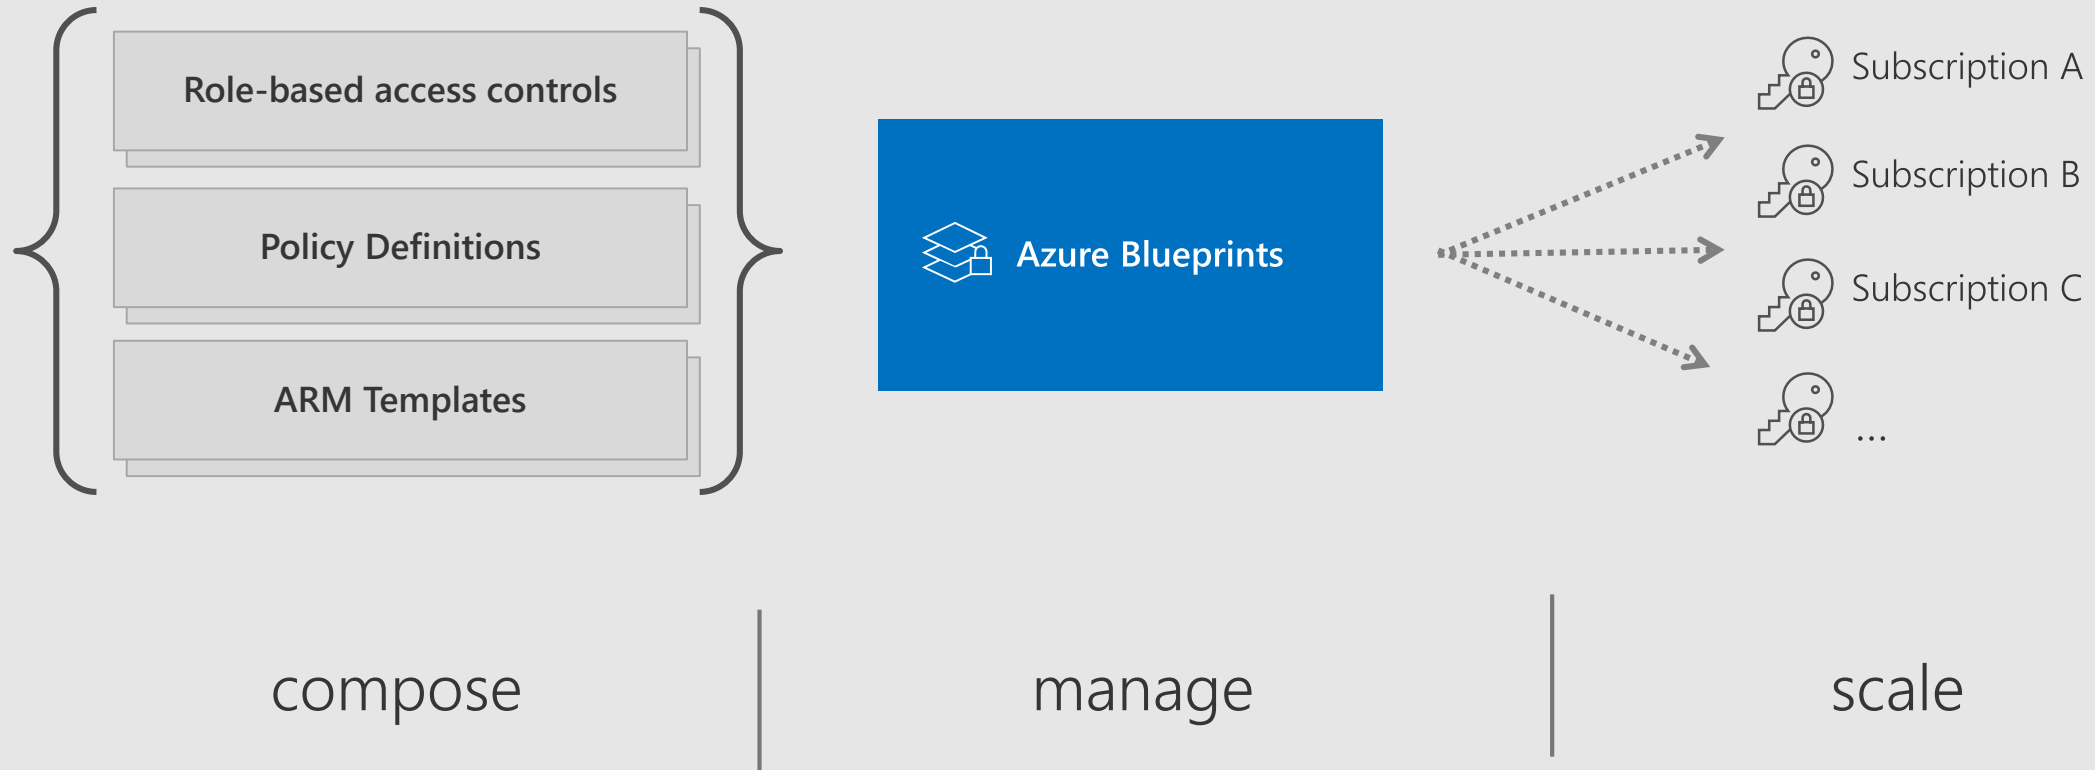 Role-based access controls
Policy Definitions
ARM Templates
Azure Blueprints
Subscription A
Subscription B
Subscription C
...
compose
manage
scale